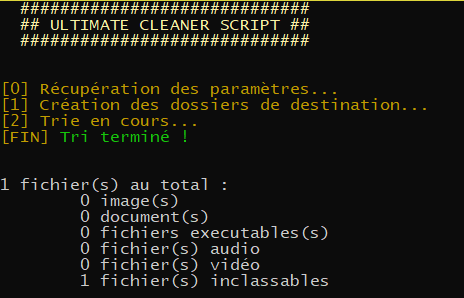 #############################
## ULTIMATE CLEANER SCRIPT ##
#############################
[0] Récupération des paramètres...
[1] Création des dossiers de destination...
[2] Trie en cours...
[FIN] Tri terminé !
1 fichier(s) au total :
0 image(s)
0 document(s)
0 fichiers executables(s)
0 fichier(s) audio
0 fichier(s) vidéo
1 fichier(s) inclassables